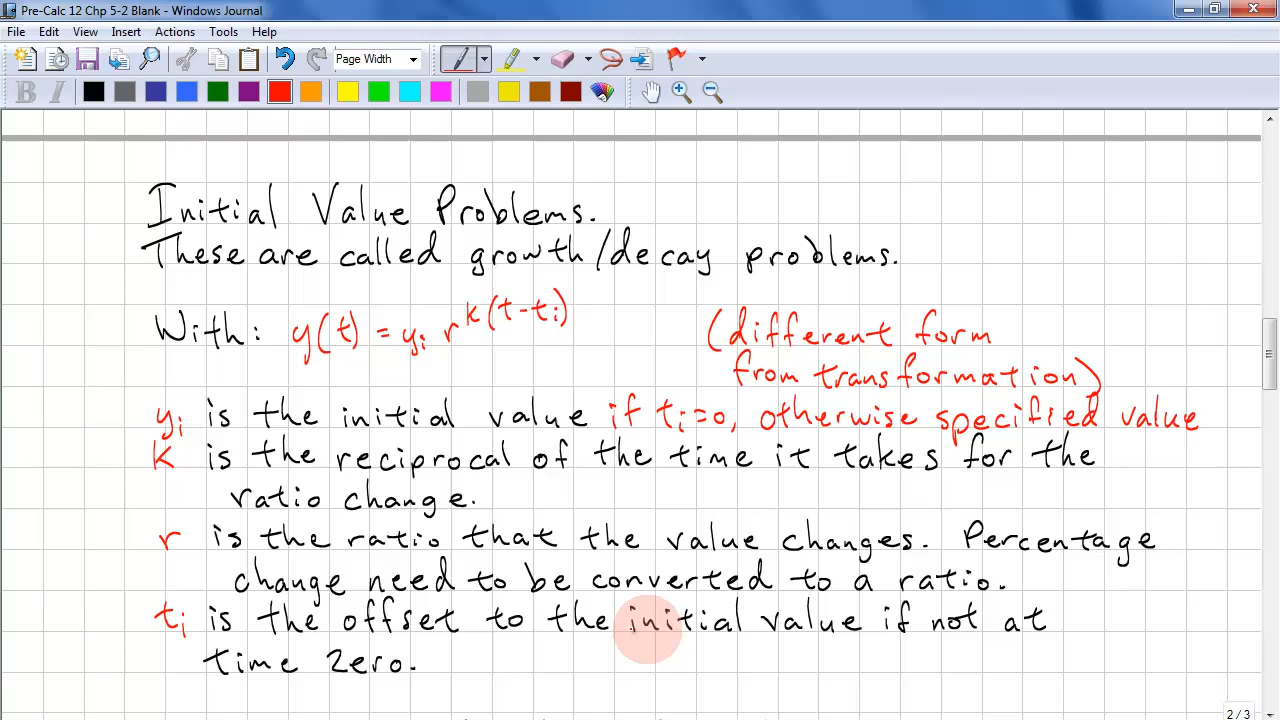 Pre-Calc 12 Chp 5-2 Blank - Windows Journal
File Edit View Insert Actions Tools Help
Page Width
B I
Initial Value Problems.
These are called growth/decay problems.
With: y(t) = yᵢ r^k(t-tᵢ) (different form
from transformation)
yᵢ is the initial value if tᵢ=0, otherwise specified value
k is the reciprocal of the time it takes for the
ratio change.
r is the ratio that the value changes. Percentage
change need to be converted to a ratio.
tᵢ is the offset to the initial value if not at
time zero.
2/3